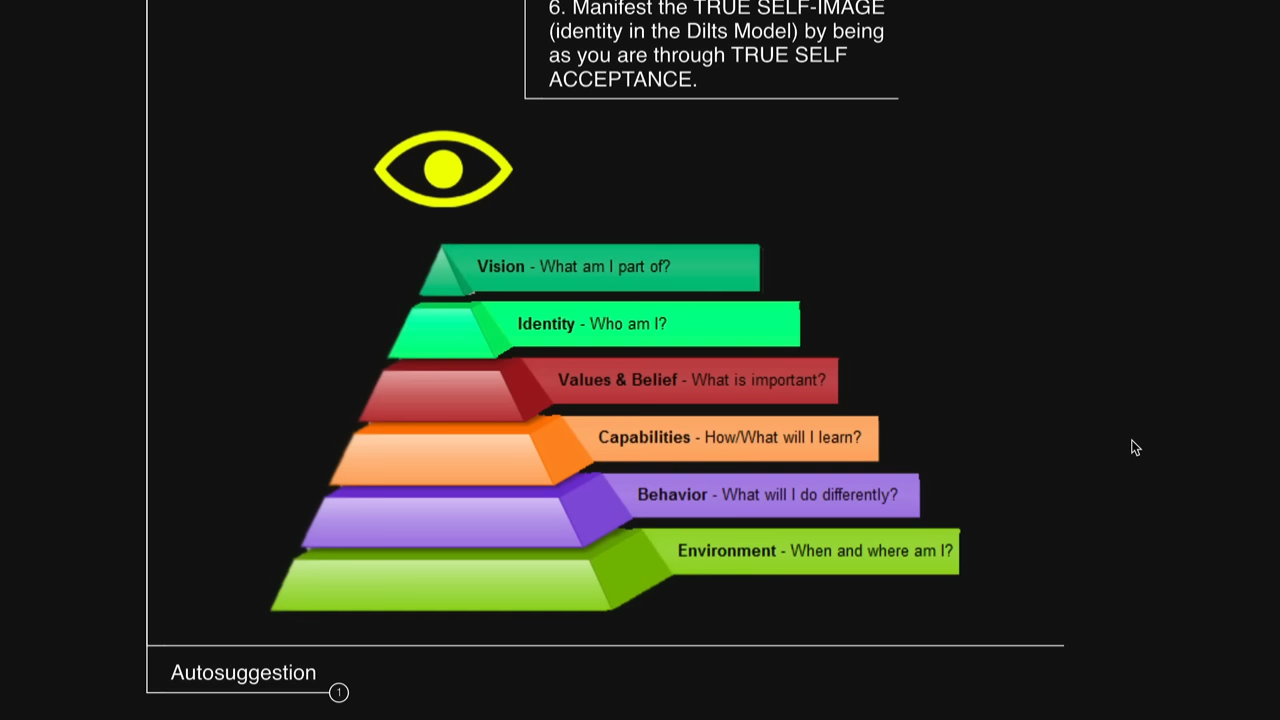 6. Manifest the TRUE SELF-IMAGE
(identity in the Dilts Model) by being
as you are through TRUE SELF
ACCEPTANCE.
Vision - What am I part of?
Identity - Who am I?
Values & Belief - What is important?
Capabilities - How/What will I learn?
Behavior - What will I do differently?
Environment - When and where am I?
Autosuggestion
1